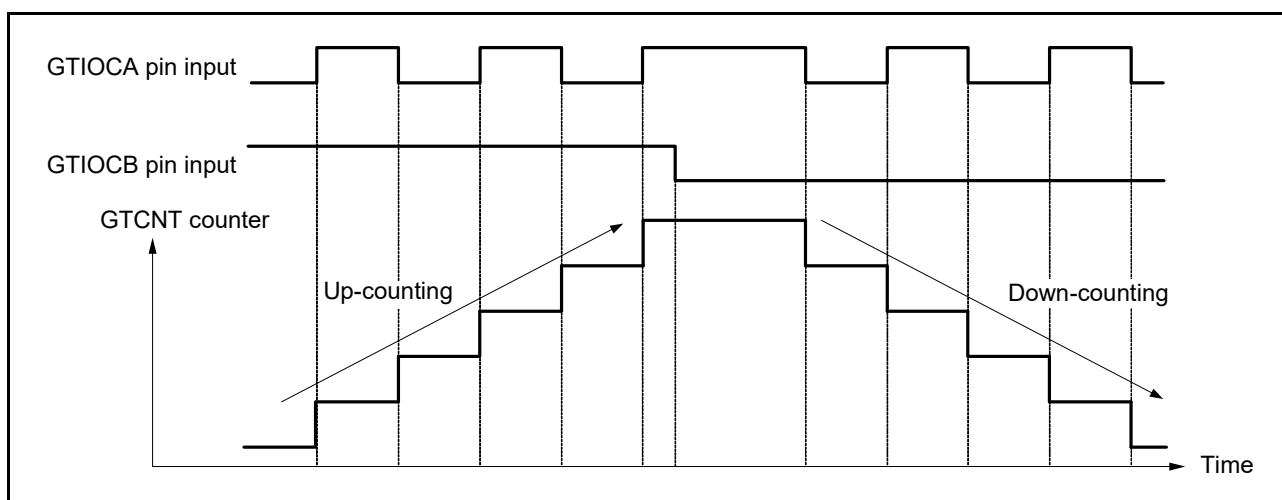 GTIOCA pin input
GTIOCB pin input
GTCNT counter
Up-counting
Down-counting
Time